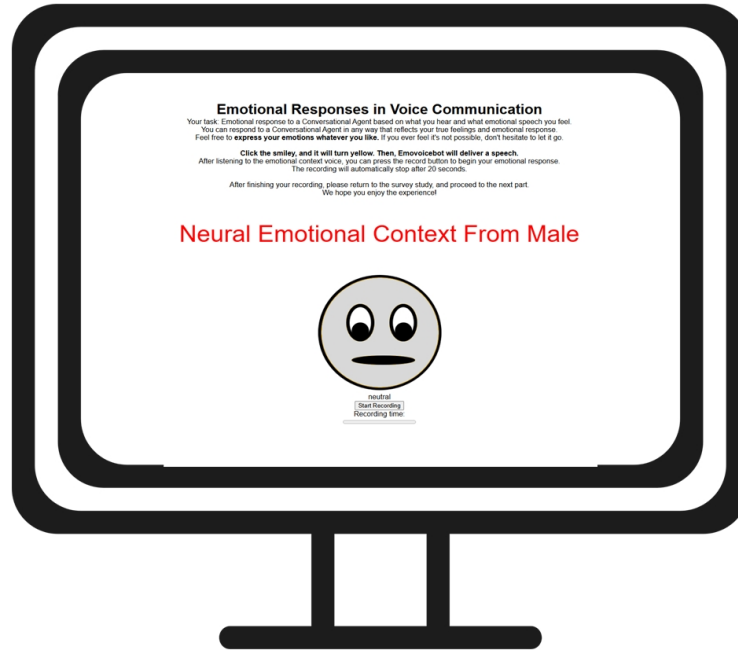 Emotional Responses in Voice Communication
Your task: Emotional response to a Conversational Agent based on what you hear and what emotional speech you feel.
You can respond to a Conversational Agent in any way that reflects your true feelings and emotional response.
Feel free to express your emotions whatever you like. If you ever feel it's not possible, don't hesitate to let it go.
Click the smiley, and it will turn yellow. Then, Emovoicebot will deliver a speech.
After listening to the emotional context voice, you can press the record button to begin your emotional response.
The recording will automatically stop after 20 seconds.
After finishing your recording, please return to the survey study, and proceed to the next part.
We hope you enjoy the experience!
Neural Emotional Context From Male
neutral
Start Recording
Recording time: